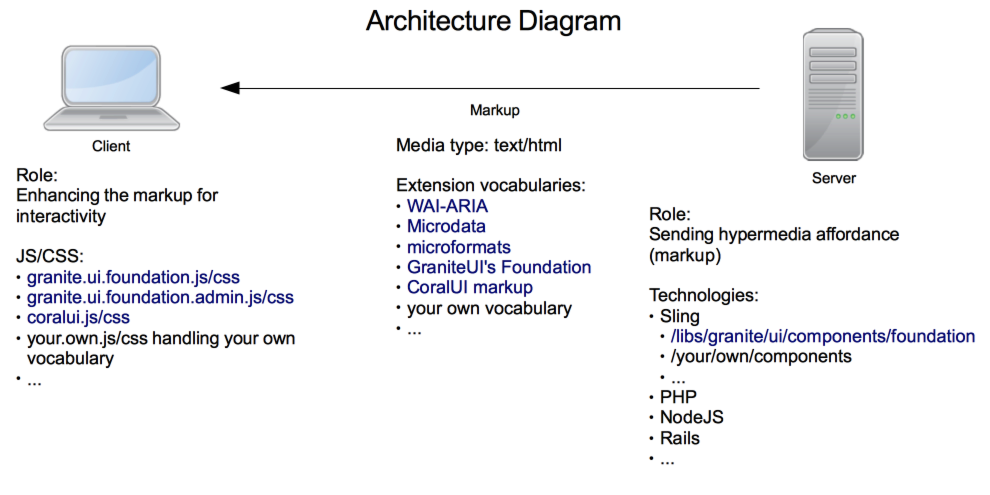 Architecture Diagram
Markup
Client
Role:
Enhancing the markup for
interactivity
JS/CSS:
• granite.ui.foundation.js/css
• granite.ui.foundation.admin.js/css
• coralui.js/css
• your.own.js/css handling your own
vocabulary
• ...
Media type: text/html
Extension vocabularies:
• WAI-ARIA
• Microdata
• microformats
• GraniteUI's Foundation
• CoralUI markup
• your own vocabulary
• ...
Server
Role:
Sending hypermedia affordance
(markup)
Technologies:
• Sling
• /libs/granite/ui/components/foundation
• /your/own/components
• ...
• PHP
• NodeJS
• Rails
• ...